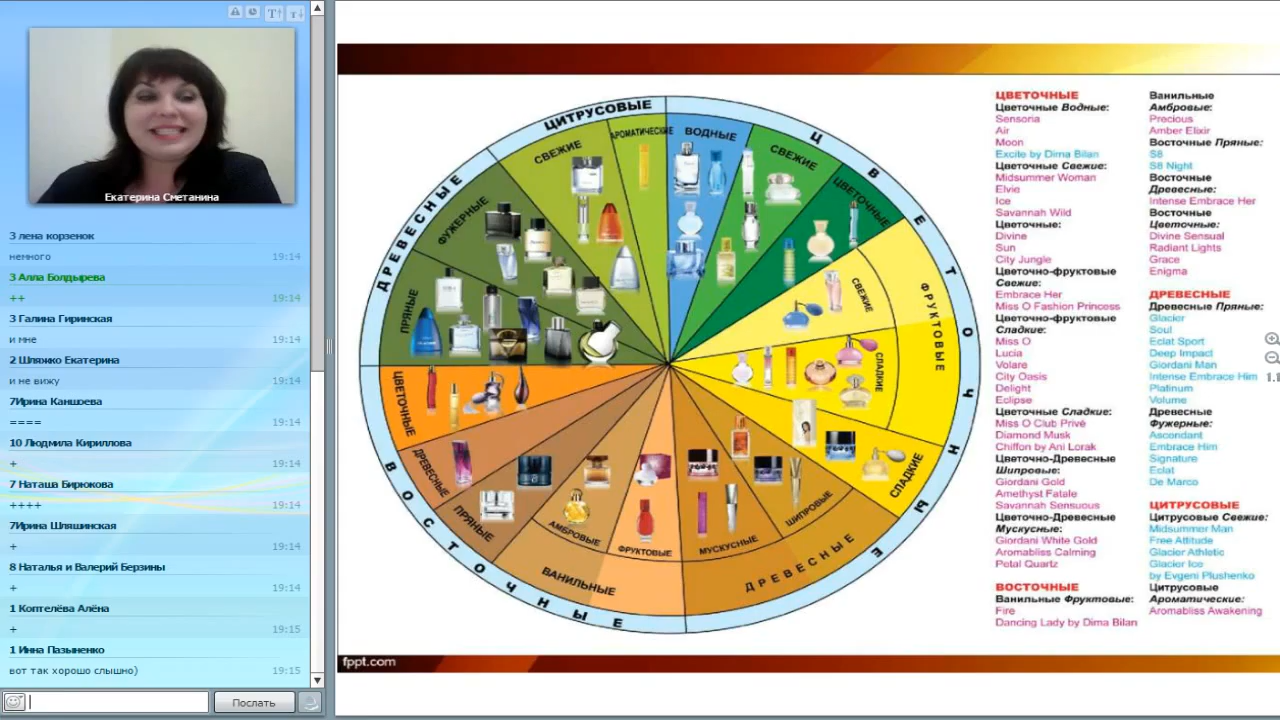 Екатерина Сметанина
3 лена корзенок
немного 19:14
3 Алла Болдырева
++ 19:14
3 Галина Гиринская
и мне 19:14
2 Шляжко Екатерина
и не вижу 19:14
7Ирина Каншоева
==== 19:14
10 Людмила Кириллова
+ 19:14
7 Наташа Бирюкова
++++ 19:14
7Ирина Шляшинская
+ 19:14
8 Наталья и Валерий Берзины
+ 19:14
1 Коптелёва Алёна
+ 19:15
1 Инна Пазыненко
вот так хорошо слышно) 19:15
Послать
ЦИТРУСОВЫЕ
СВЕЖИЕ
АРОМАТИЧЕСКИЕ
ЦВЕТОЧНЫЕ
ВОДНЫЕ
СВЕЖИЕ
ЦВЕТОЧНЫЕ
ФРУКТОВЫЕ
СВЕЖИЕ
СЛАДКИЕ
СЛАДКИЕ
ДРЕВЕСНЫЕ
ШИПРОВЫЕ
МУСКУСНЫЕ
ВОСТОЧНЫЕ
ВАНИЛЬНЫЕ
ФРУКТОВЫЕ
АМБРОВЫЕ
ПРЯНЫЕ
ДРЕВЕСНЫЕ
ЦВЕТОЧНЫЕ
ДРЕВЕСНЫЕ
ПРЯНЫЕ
ФУЖЕРНЫЕ
ЦВЕТОЧНЫЕ
Цветочные Водные:
Sensoria
Air
Moon
Excite by Dima Bilan
Цветочные Свежие:
Midsummer Woman
Elvie
Ice
Savannah Wild
Цветочные:
Divine
Sun
City Jungle
Цветочно-фруктовые
Свежие:
Embrace Her
Miss O Fashion Princess
Цветочно-фруктовые
Сладкие:
Miss O
Lucia
Volare
City Oasis
Delight
Eclipse
Цветочные Сладкие:
Miss O Club Privé
Diamond Musk
Chiffon by Ani Lorak
Цветочно-Древесные
Шипровые:
Giordani Gold
Amethyst Fatale
Savannah Sensuous
Цветочно-Древесные
Мускусные:
Giordani White Gold
Aromabliss Calming
Petal Quartz
ВОСТОЧНЫЕ
Ванильные Фруктовые:
Fire
Dancing Lady by Dima Bilan
Ванильные
Амбровые:
Precious
Amber Elixir
Восточные Пряные:
S8
S8 Night
Восточные
Древесные:
Intense Embrace Her
Восточные
Цветочные:
Divine Sensual
Radiant Lights
Grace
Enigma
ДРЕВЕСНЫЕ
Древесные Пряные:
Glacier
Soul
Eclat Sport
Deep Impact
Giordani Man
Intense Embrace Him
Platinum
Volume
Древесные
Фужерные:
Ascendant
Embrace Him
Signature
Eclat
De Marco
ЦИТРУСОВЫЕ
Цитрусовые Свежие:
Midsummer Man
Free Attitude
Glacier Athletic
Glacier Ice
by Evgeni Plushenko
Цитрусовые
Ароматические:
Aromabliss Awakening
fppt.com